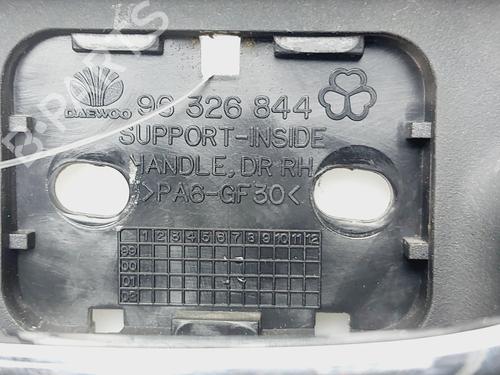 DAEWOO 96 326 844
SUPPORT-INSIDE
HANDLE, DR RH
>PA6-GF30<
1 2 3 4 5 6 7 8 9 10 11 12
99
00
01
02
B-PARTS